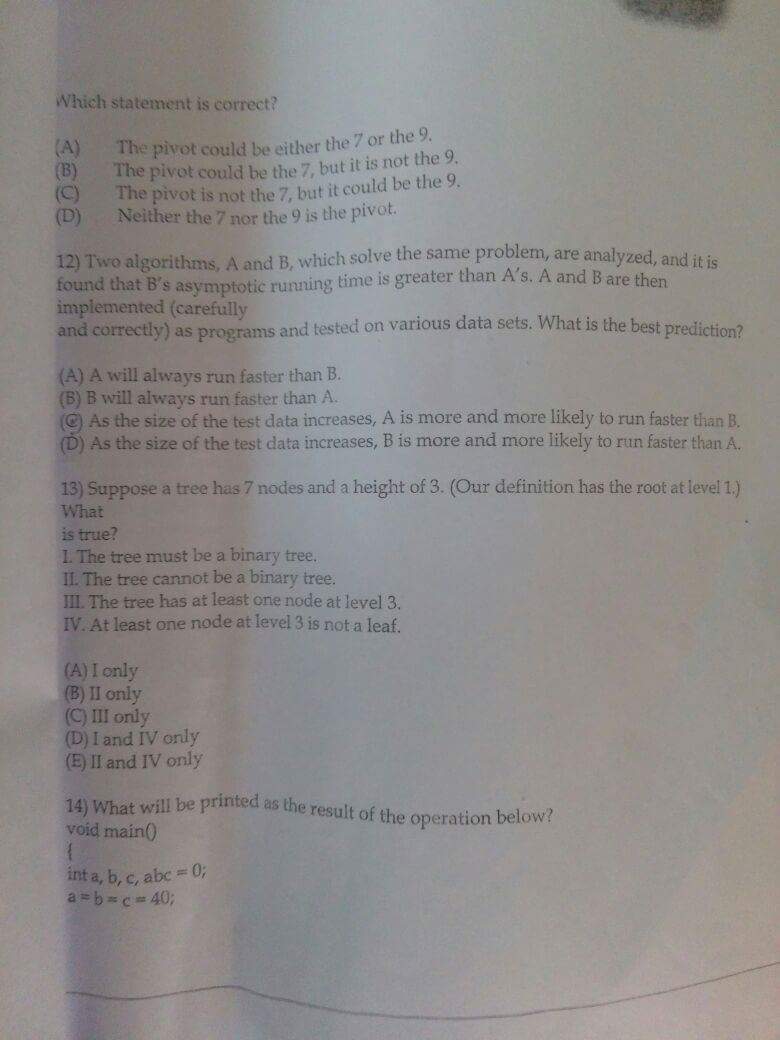 Which statement is correct?
(A) The pivot could be either the 7 or the 9.
(B) The pivot could be the 7, but it is not the 9.
(C) The pivot is not the 7, but it could be the 9.
(D) Neither the 7 nor the 9 is the pivot.
12) Two algorithms, A and B, which solve the same problem, are analyzed, and it is
found that B's asymptotic running time is greater than A's. A and B are then
implemented (carefully
and correctly) as programs and tested on various data sets. What is the best prediction?
(A) A will always run faster than B.
(B) B will always run faster than A.
(C) As the size of the test data increases, A is more and more likely to run faster than B.
(D) As the size of the test data increases, B is more and more likely to run faster than A.
13) Suppose a tree has 7 nodes and a height of 3. (Our definition has the root at level 1.)
What
is true?
I. The tree must be a binary tree.
II. The tree cannot be a binary tree.
III. The tree has at least one node at level 3.
IV. At least one node at level 3 is not a leaf.
(A) I only
(B) II only
(C) III only
(D) I and IV only
(E) II and IV only
14) What will be printed as the result of the operation below?
void main()
{
int a, b, c, abc = 0;
a = b = c = 40;